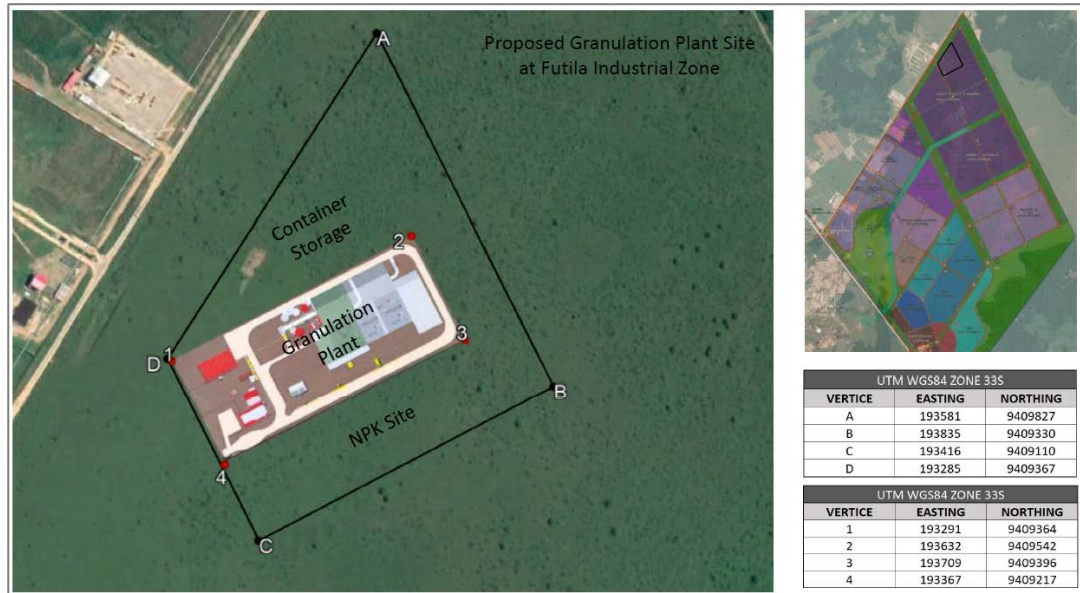 Proposed Granulation Plant Site
at Futila Industrial Zone
A
Container
Storage
2
Granulation
Plant
3
D
1
B
NPK Site
4
C
UTM WGS84 ZONE 33S
VERTICE EASTING NORTHING
A 193581 9409827
B 193835 9409330
C 193416 9409110
D 193285 9409367
UTM WGS84 ZONE 33S
VERTICE EASTING NORTHING
1 193291 9409364
2 193632 9409542
3 193709 9409396
4 193367 9409217